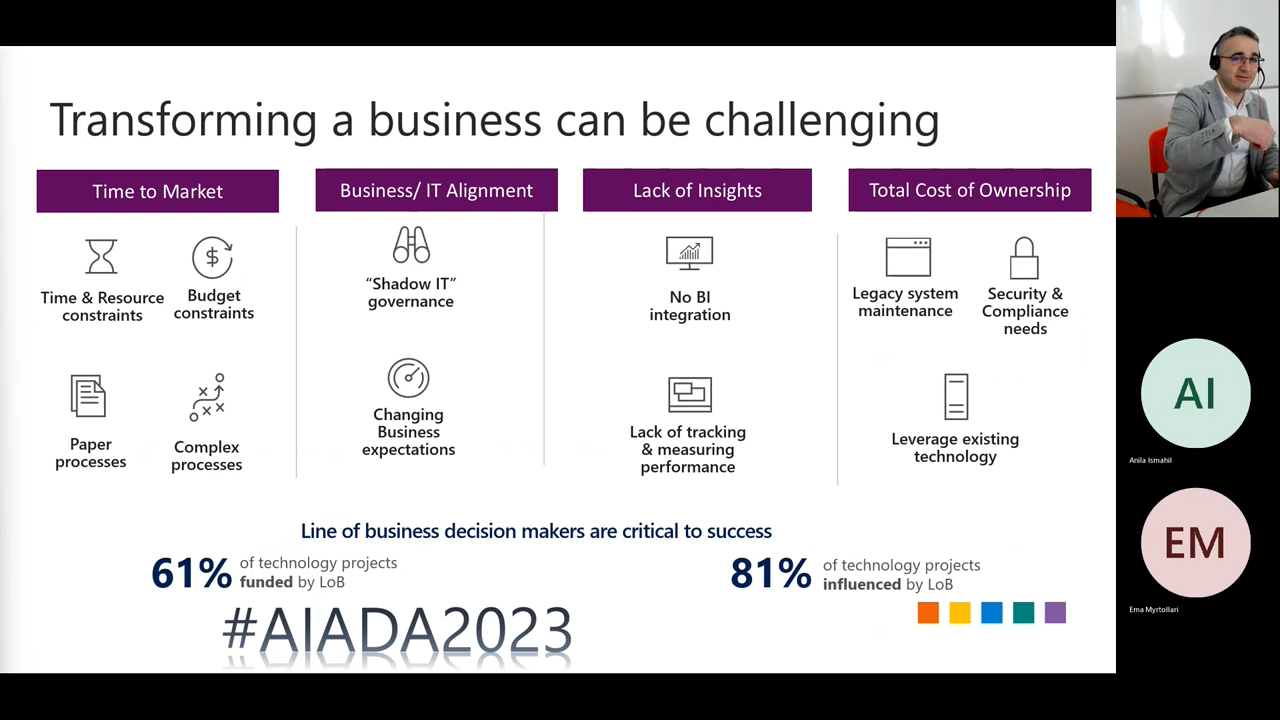 Transforming a business can be challenging
Time to Market
Business/ IT Alignment
Lack of Insights
Total Cost of Ownership
Time & Resource
constraints
Budget
constraints
Paper
processes
Complex
processes
“Shadow IT”
governance
Changing
Business
expectations
No BI
integration
Lack of tracking
& measuring
performance
Legacy system
maintenance
Security &
Compliance
needs
Leverage existing
technology
Line of business decision makers are critical to success
61% of technology projects
funded by LoB
81% of technology projects
influenced by LoB
#AIADA2023
AI
Anila Ismahil
EM
Ema Myrtollari